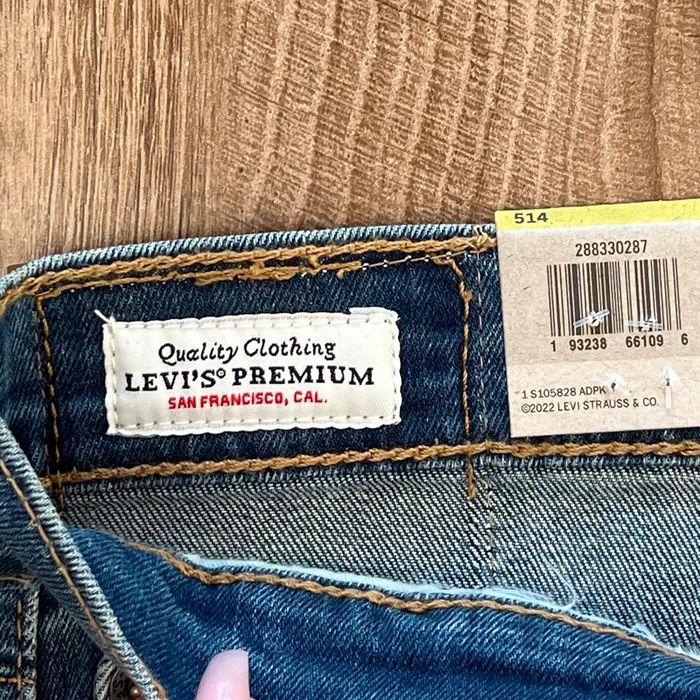 514
288330287
1 93238 66109 6
1 S105828 ADPK
©2022 LEVI STRAUSS & CO.
Quality Clothing
LEVI'S® PREMIUM
SAN FRANCISCO, CAL.